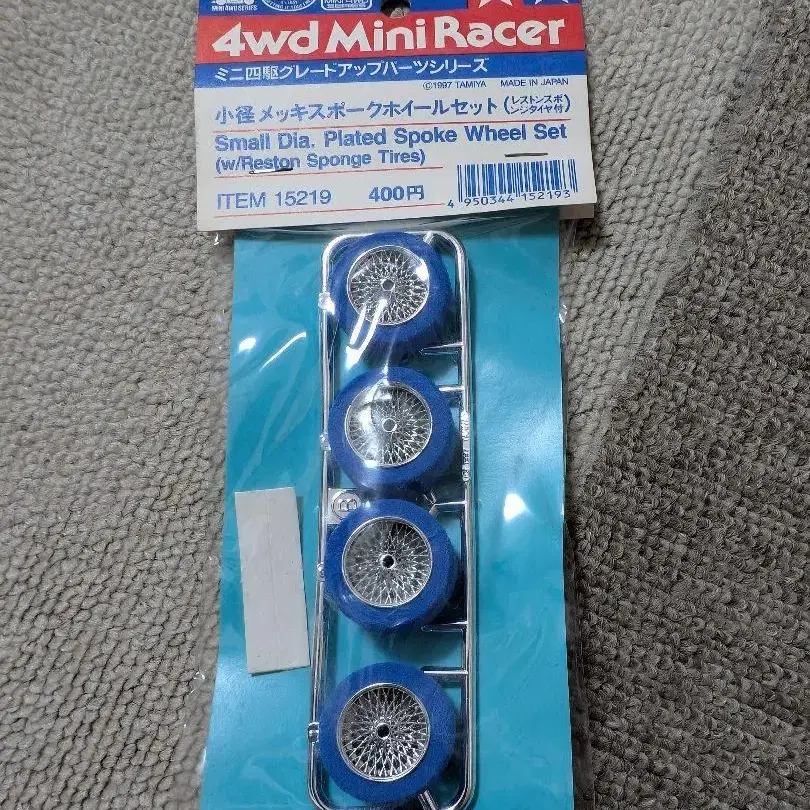 MINI 4WD SERIES
4wd Mini Racer
ミニ四駆グレードアップパーツシリーズ
©1997 TAMIYA MADE IN JAPAN
小径メッキスポークホイールセット(レストンスポンジタイヤ付)
Small Dia. Plated Spoke Wheel Set
(w/Reston Sponge Tires)
ITEM 15219 400円
4 950344 152193
B